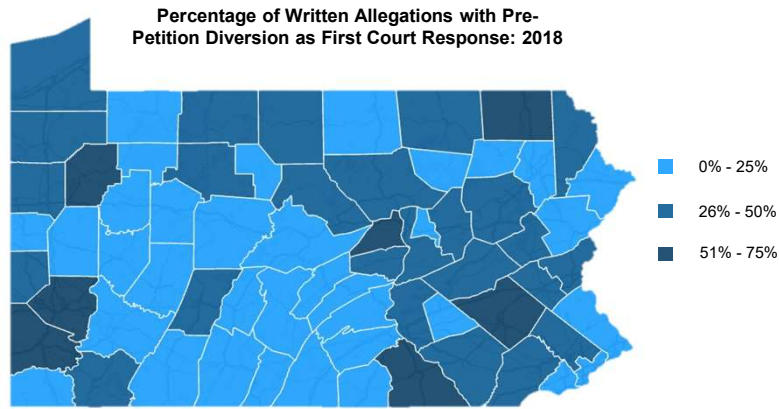 Percentage of Written Allegations with Pre-
Petition Diversion as First Court Response: 2018
0% - 25%
26% - 50%
51% - 75%